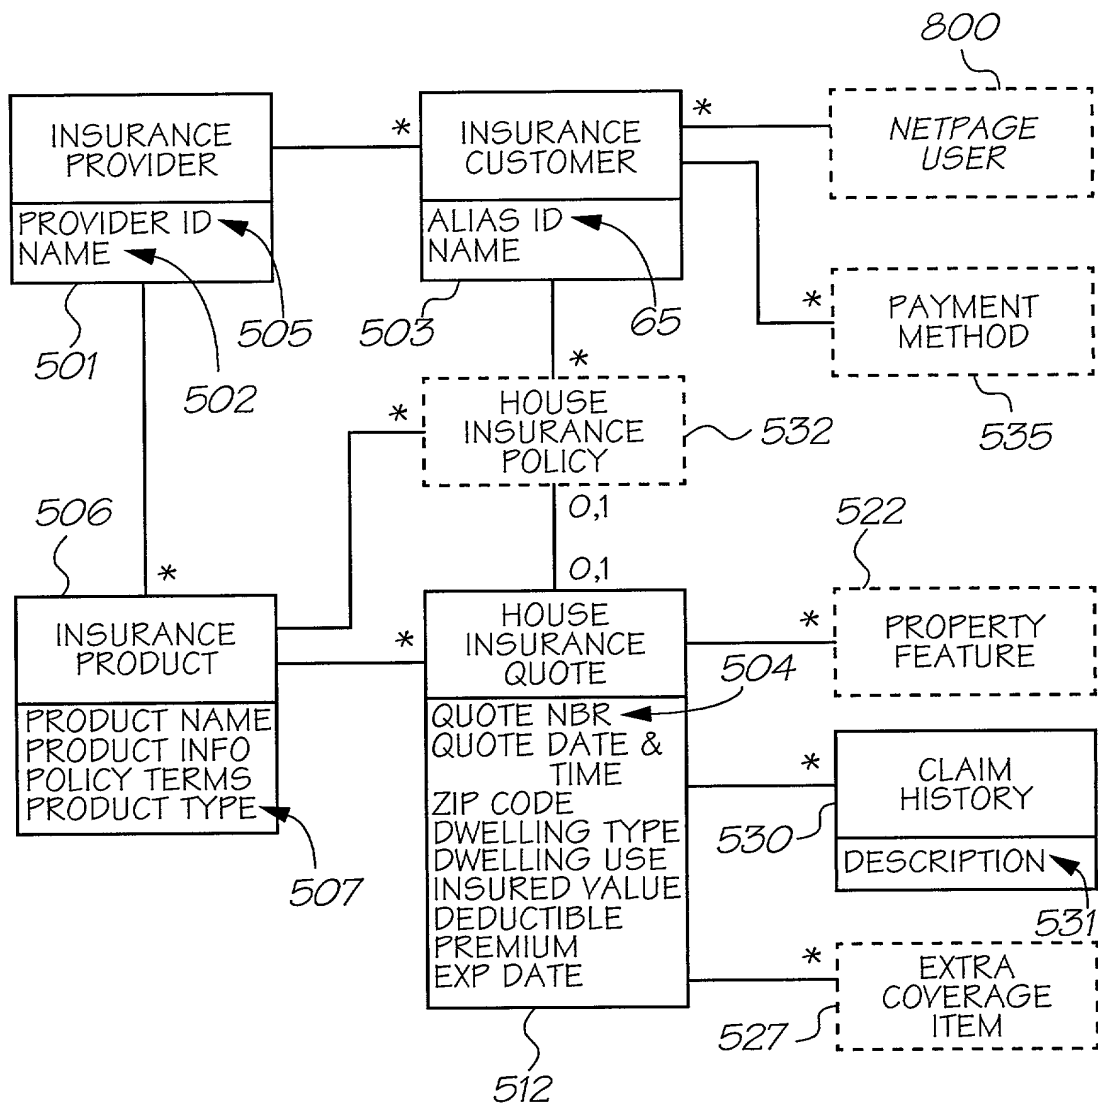 800
INSURANCE
PROVIDER
PROVIDER ID
NAME
501
505
502
*
INSURANCE
CUSTOMER
ALIAS ID
NAME
503
65
*
NETPAGE
USER
*
PAYMENT
METHOD
535
*
*
HOUSE
INSURANCE
POLICY
532
0,1
0,1
506
*
INSURANCE
PRODUCT
PRODUCT NAME
PRODUCT INFO
POLICY TERMS
PRODUCT TYPE
507
*
HOUSE
INSURANCE
QUOTE
504
QUOTE NBR
QUOTE DATE &
TIME
ZIP CODE
DWELLING TYPE
DWELLING USE
INSURED VALUE
DEDUCTIBLE
PREMIUM
EXP DATE
512
522
*
PROPERTY
FEATURE
*
CLAIM
HISTORY
530
DESCRIPTION
531
*
EXTRA
COVERAGE
ITEM
527